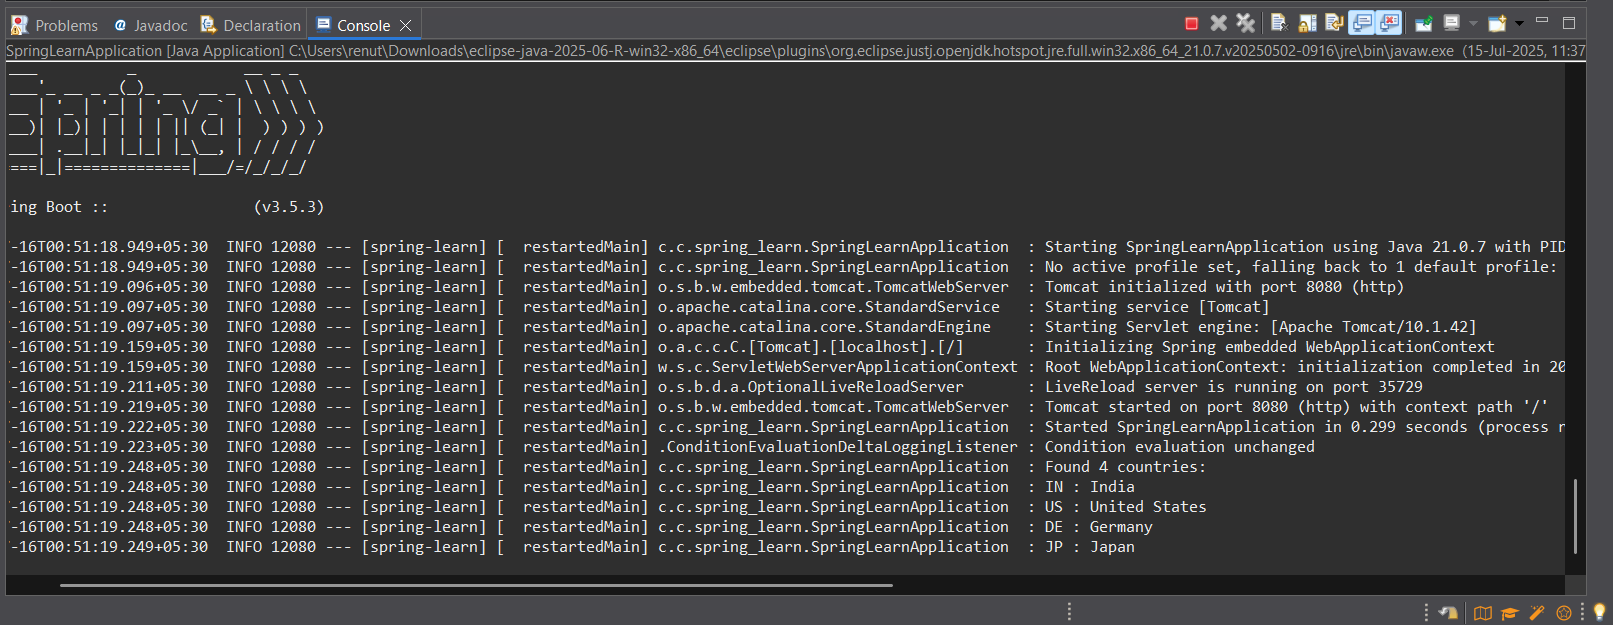 Problems @ Javadoc Declaration Console
SpringLearnApplication [Java Application] C:\Users\renut\Downloads\eclipse-java-2025-06-R-win32-x86_64\eclipse\plugins\org.eclipse.justj.openjdk.hotspot.jre.full.win32.x86_64_21.0.7.v20250502-0916\jre\bin\javaw.exe (15-Jul-2025, 11:37
ing Boot :: (v3.5.3)
-16T00:51:18.949+05:30 INFO 12080 --- [spring-learn] [ restartedMain] c.c.spring_learn.SpringLearnApplication : Starting SpringLearnApplication using Java 21.0.7 with PID
-16T00:51:18.949+05:30 INFO 12080 --- [spring-learn] [ restartedMain] c.c.spring_learn.SpringLearnApplication : No active profile set, falling back to 1 default profile:
-16T00:51:19.096+05:30 INFO 12080 --- [spring-learn] [ restartedMain] o.s.b.w.embedded.tomcat.TomcatWebServer : Tomcat initialized with port 8080 (http)
-16T00:51:19.097+05:30 INFO 12080 --- [spring-learn] [ restartedMain] o.apache.catalina.core.StandardService : Starting service [Tomcat]
-16T00:51:19.097+05:30 INFO 12080 --- [spring-learn] [ restartedMain] o.apache.catalina.core.StandardEngine : Starting Servlet engine: [Apache Tomcat/10.1.42]
-16T00:51:19.159+05:30 INFO 12080 --- [spring-learn] [ restartedMain] o.a.c.c.C.[Tomcat].[localhost].[/] : Initializing Spring embedded WebApplicationContext
-16T00:51:19.159+05:30 INFO 12080 --- [spring-learn] [ restartedMain] w.s.c.ServletWebServerApplicationContext : Root WebApplicationContext: initialization completed in 20
-16T00:51:19.211+05:30 INFO 12080 --- [spring-learn] [ restartedMain] o.s.b.d.a.OptionalLiveReloadServer : LiveReload server is running on port 35729
-16T00:51:19.219+05:30 INFO 12080 --- [spring-learn] [ restartedMain] o.s.b.w.embedded.tomcat.TomcatWebServer : Tomcat started on port 8080 (http) with context path '/'
-16T00:51:19.222+05:30 INFO 12080 --- [spring-learn] [ restartedMain] c.c.spring_learn.SpringLearnApplication : Started SpringLearnApplication in 0.299 seconds (process r
-16T00:51:19.223+05:30 INFO 12080 --- [spring-learn] [ restartedMain] .ConditionEvaluationDeltaLoggingListener : Condition evaluation unchanged
-16T00:51:19.248+05:30 INFO 12080 --- [spring-learn] [ restartedMain] c.c.spring_learn.SpringLearnApplication : Found 4 countries:
-16T00:51:19.248+05:30 INFO 12080 --- [spring-learn] [ restartedMain] c.c.spring_learn.SpringLearnApplication : IN : India
-16T00:51:19.248+05:30 INFO 12080 --- [spring-learn] [ restartedMain] c.c.spring_learn.SpringLearnApplication : US : United States
-16T00:51:19.248+05:30 INFO 12080 --- [spring-learn] [ restartedMain] c.c.spring_learn.SpringLearnApplication : DE : Germany
-16T00:51:19.249+05:30 INFO 12080 --- [spring-learn] [ restartedMain] c.c.spring_learn.SpringLearnApplication : JP : Japan